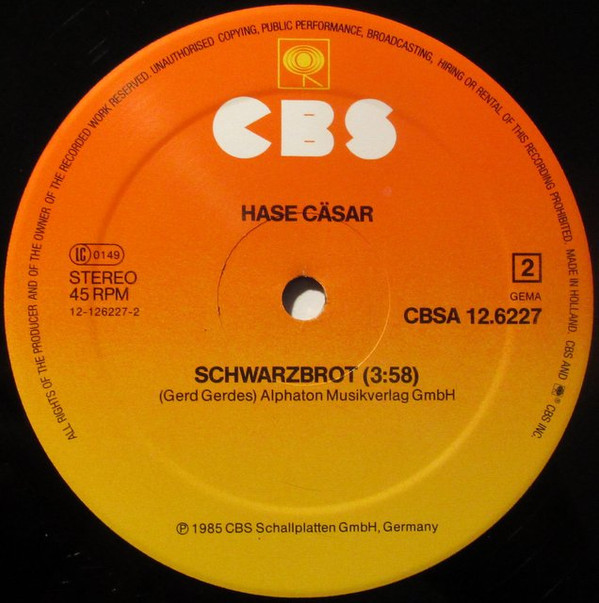 ALL RIGHTS OF THE PRODUCER AND OF THE OWNER OF THE RECORDED WORK RESERVED. UNAUTHORISED COPYING, PUBLIC PERFORMANCE, BROADCASTING, HIRING OR RENTAL OF THIS RECORDING PROHIBITED. MADE IN HOLLAND. CBS AND ® CBS INC.
CBS
HASE CÄSAR
LC 0149
STEREO
45 RPM
12-126227-2
2
GEMA
CBSA 12.6227
SCHWARZBROT (3:58)
(Gerd Gerdes) Alphaton Musikverlag GmbH
℗ 1985 CBS Schallplatten GmbH, Germany